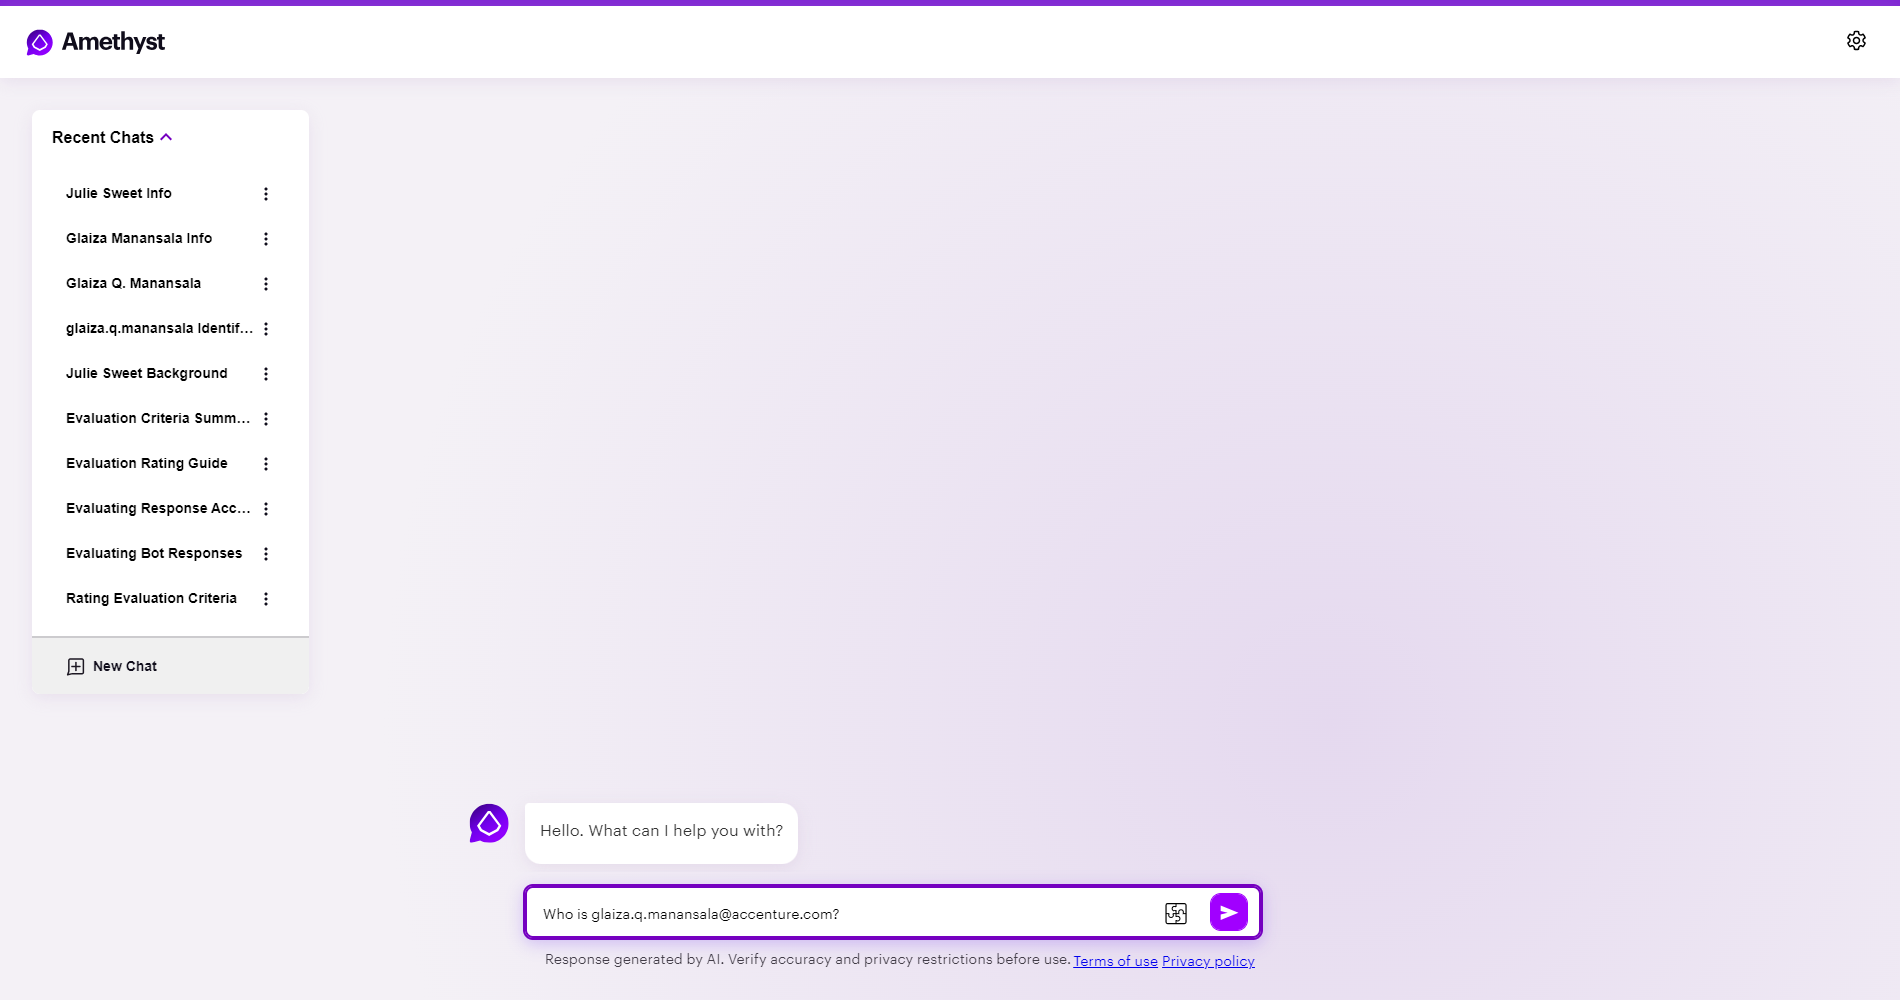 Amethyst
Recent Chats
Julie Sweet Info
Glaiza Manansala Info
Glaiza Q. Manansala
glaiza.q.manansala Identif...
Julie Sweet Background
Evaluation Criteria Summ...
Evaluation Rating Guide
Evaluating Response Acc...
Evaluating Bot Responses
Rating Evaluation Criteria
New Chat
Hello. What can I help you with?
Who is glaiza.q.manansala@accenture.com?
Response generated by AI. Verify accuracy and privacy restrictions before use. Terms of use Privacy policy